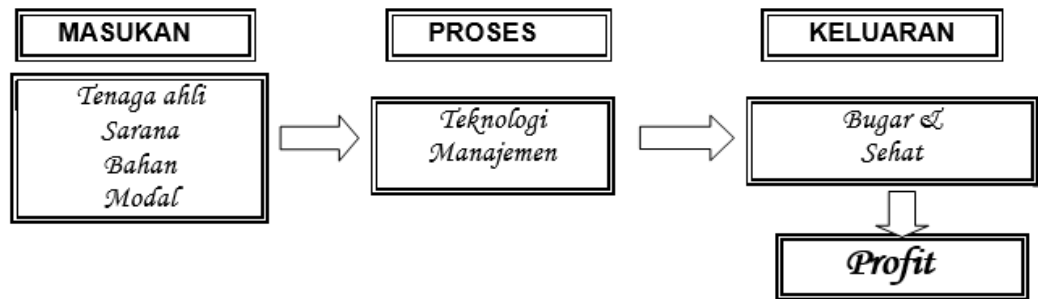 MASUKAN
Tenaga ahli
Sarana
Bahan
Modal
PROSES
Teknologi
Manajemen
KELUARAN
Bugar &
Sehat
Profit